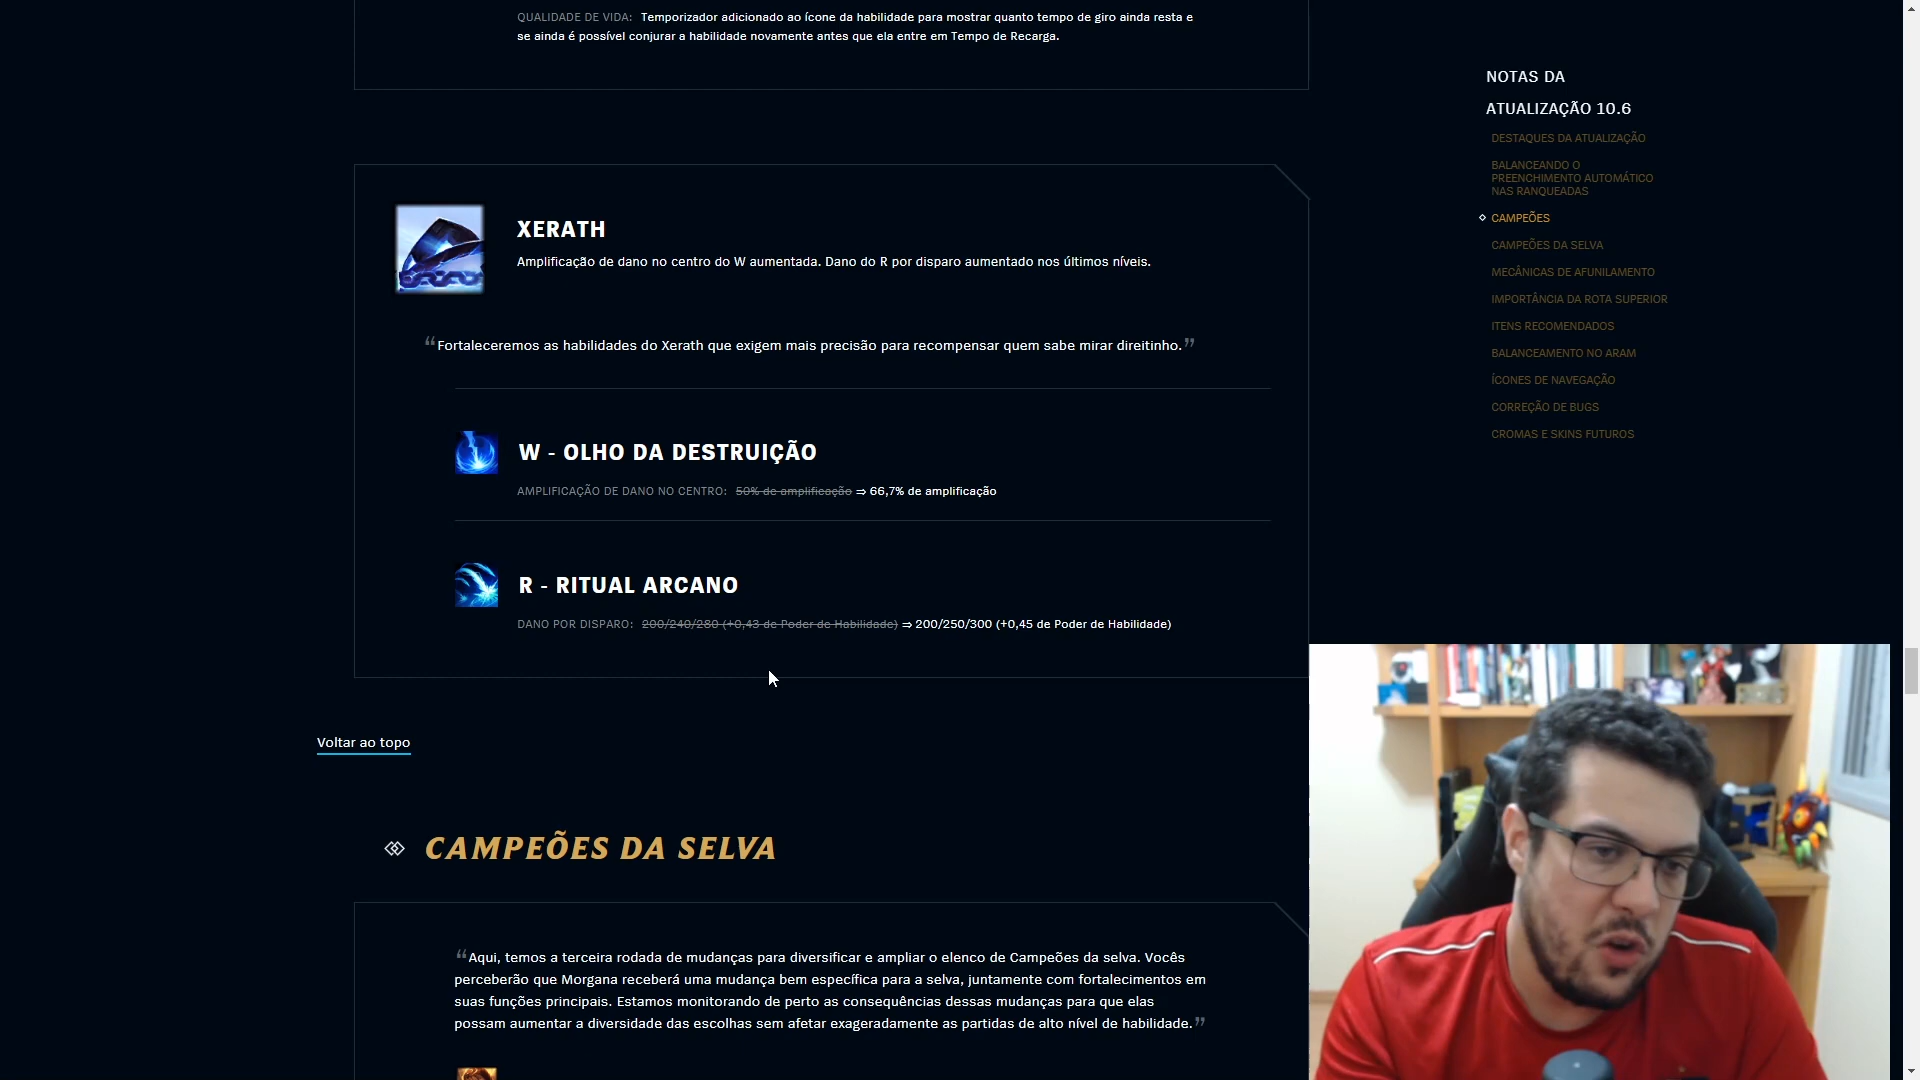 QUALIDADE DE VIDA: Temporizador adicionado ao ícone da habilidade para mostrar quanto tempo de giro ainda resta e
se ainda é possível conjurar a habilidade novamente antes que ela entre em Tempo de Recarga.
XERATH
Amplificação de dano no centro do W aumentada. Dano do R por disparo aumentado nos últimos níveis.
“Fortaleceremos as habilidades do Xerath que exigem mais precisão para recompensar quem sabe mirar direitinho.”
W - OLHO DA DESTRUIÇÃO
AMPLIFICAÇÃO DE DANO NO CENTRO: 50% de amplificação ⇒ 66,7% de amplificação
R - RITUAL ARCANO
DANO POR DISPARO: 200/240/280 (+0,43 de Poder de Habilidade) ⇒ 200/250/300 (+0,45 de Poder de Habilidade)
Voltar ao topo
CAMPEÕES DA SELVA
“Aqui, temos a terceira rodada de mudanças para diversificar e ampliar o elenco de Campeões da selva. Vocês
perceberão que Morgana receberá uma mudança bem específica para a selva, juntamente com fortalecimentos em
suas funções principais. Estamos monitorando de perto as consequências dessas mudanças para que elas
possam aumentar a diversidade das escolhas sem afetar exageradamente as partidas de alto nível de habilidade.”
NOTAS DA
ATUALIZAÇÃO 10.6
DESTAQUES DA ATUALIZAÇÃO
BALANCEANDO O
PREENCHIMENTO AUTOMÁTICO
NAS RANQUEADAS
CAMPEÕES
CAMPEÕES DA SELVA
MECÂNICAS DE AFUNILAMENTO
IMPORTÂNCIA DA ROTA SUPERIOR
ITENS RECOMENDADOS
BALANCEAMENTO NO ARAM
ÍCONES DE NAVEGAÇÃO
CORREÇÃO DE BUGS
CROMAS E SKINS FUTUROS